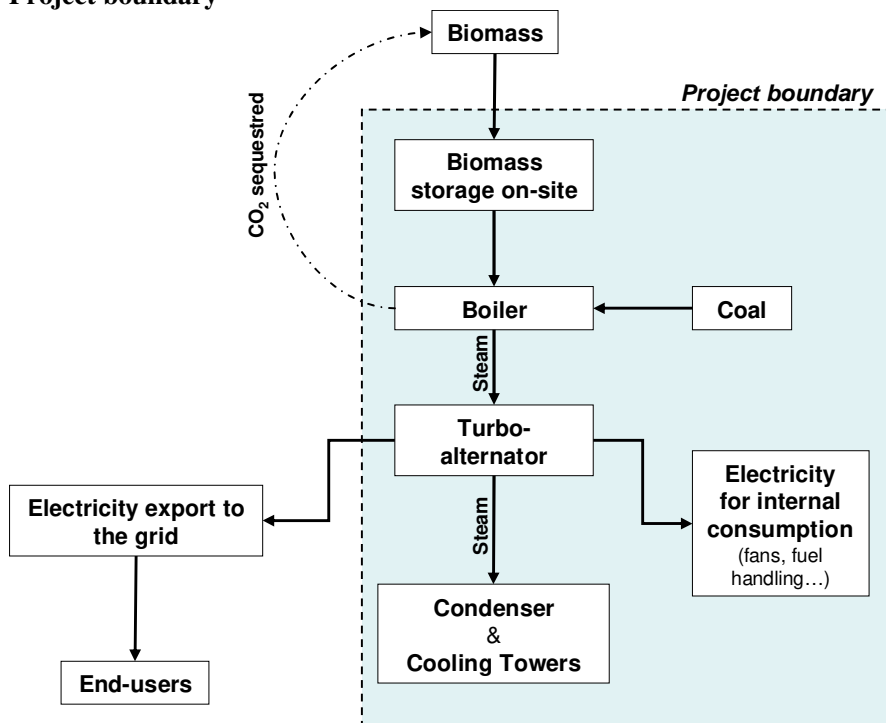 Project boundary
Biomass
Project boundary
CO₂ sequestred
Biomass
storage on-site
Boiler
Coal
Steam
Turbo-
alternator
Electricity export to
the grid
Electricity
for internal
consumption
(fans, fuel
handling…)
Steam
Condenser
&
Cooling Towers
End-users